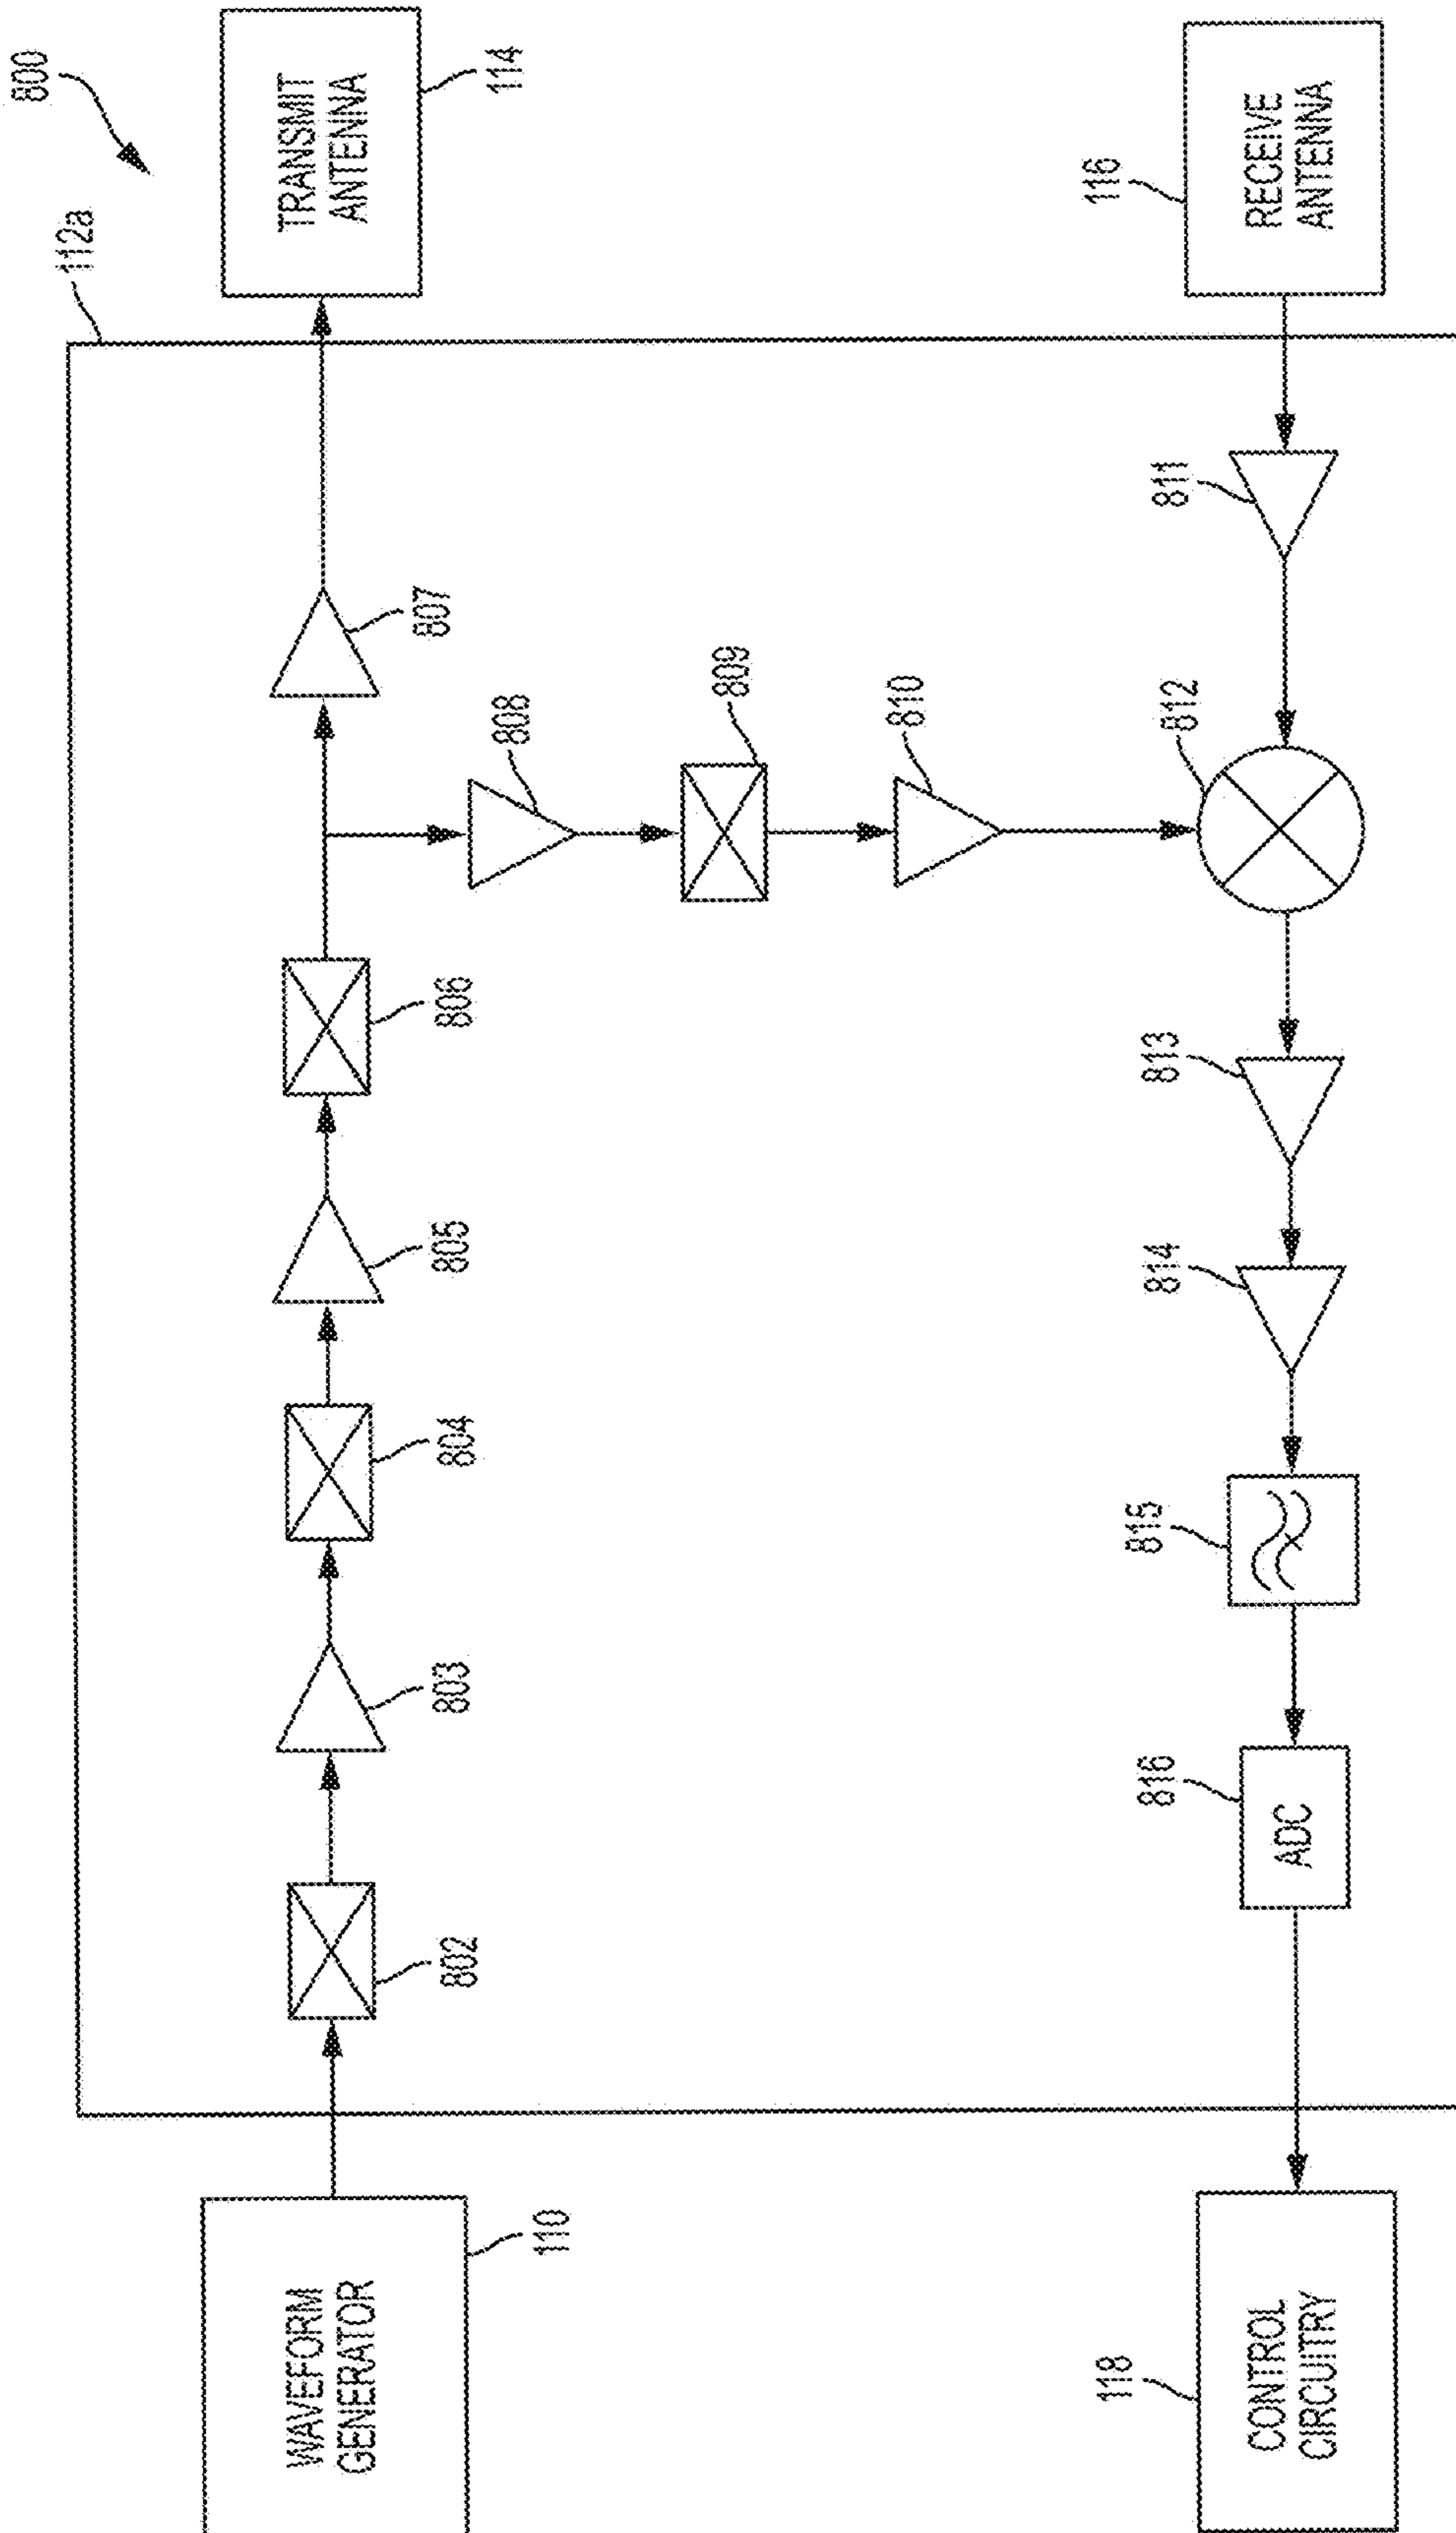 800
112a
WAVEFORM
GENERATOR
110
802
803
804
805
806
807
TRANSMIT
ANTENNA
114
808
809
810
CONTROL
CIRCUITRY
118
ADC
816
815
814
813
812
811
RECEIVE
ANTENNA
116